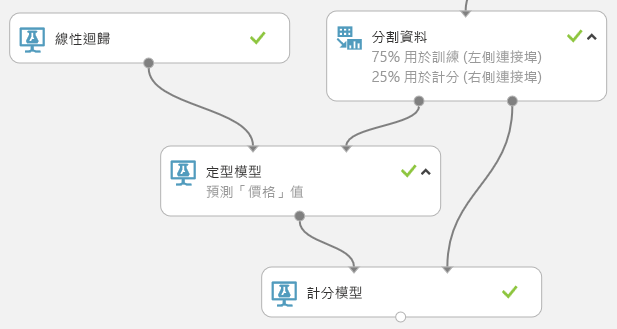 線性迴歸
分割資料
75% 用於訓練 (左側連接埠)
25% 用於計分 (右側連接埠)
定型模型
預測「價格」值
計分模型